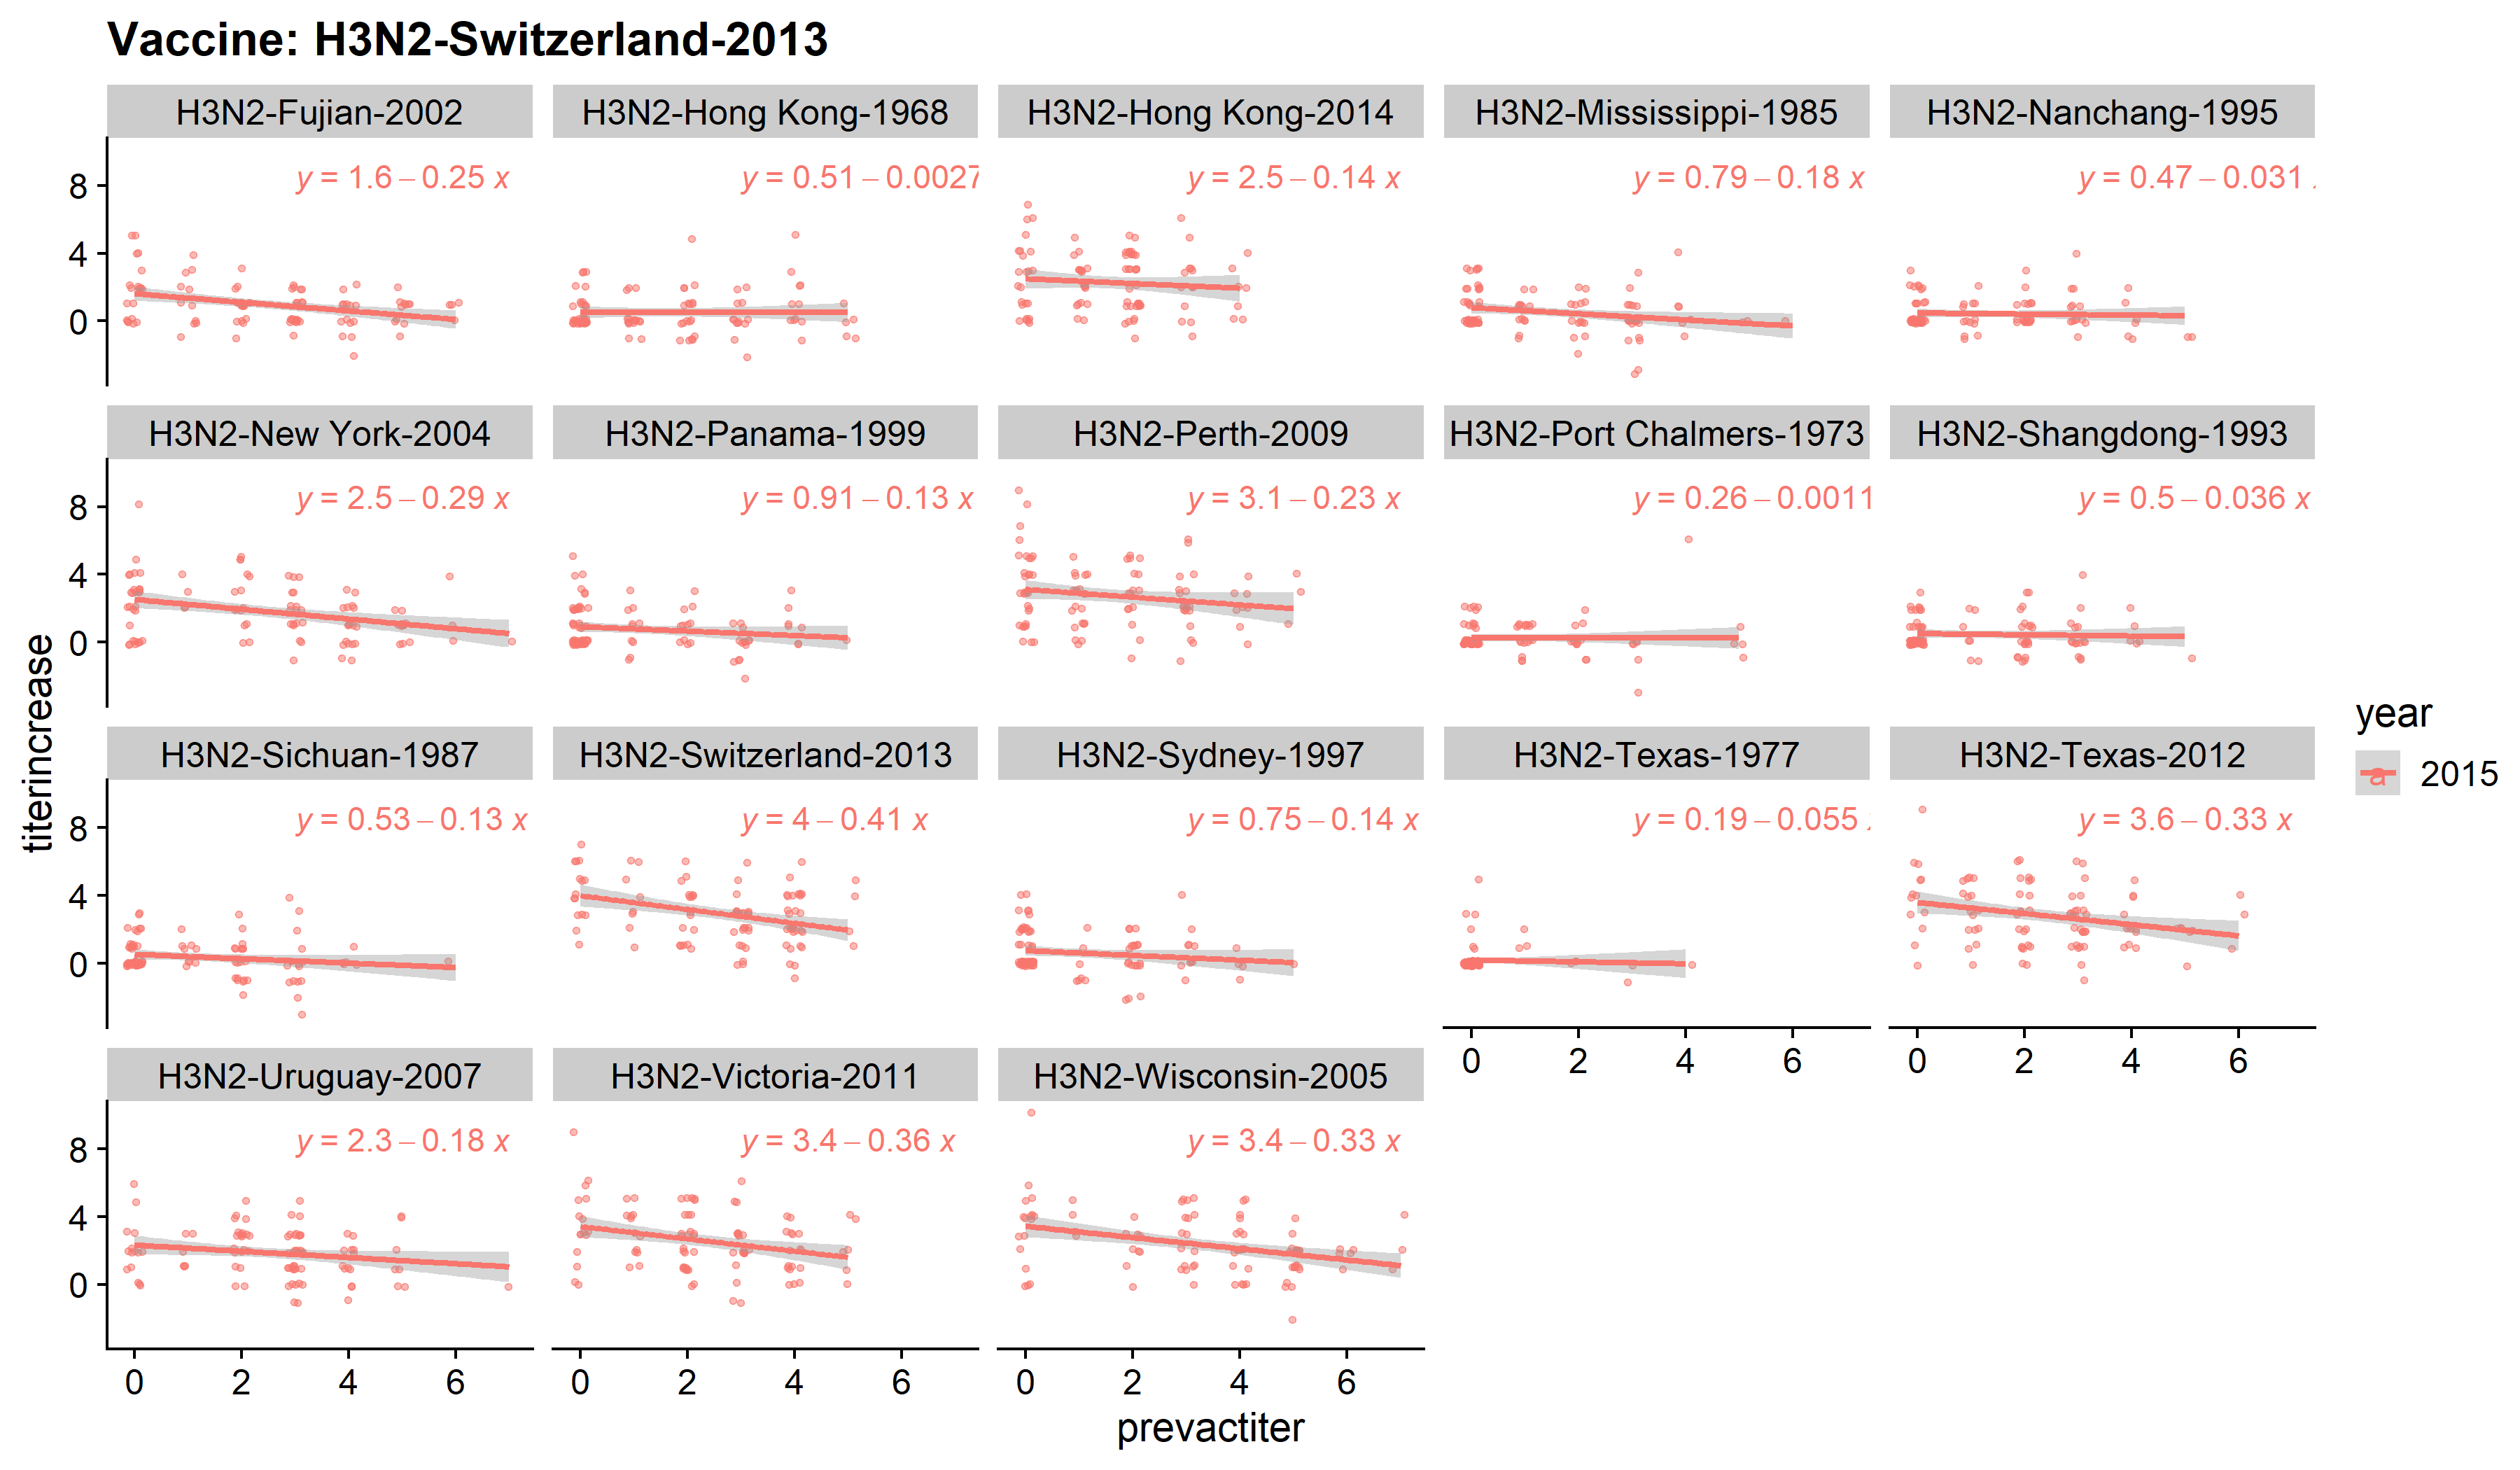 Vaccine: H3N2-Switzerland-2013
H3N2-Fujian-2002
H3N2-Hong Kong-1968
H3N2-Hong Kong-2014
H3N2-Mississippi-1985
H3N2-Nanchang-1995
y = 1.6 – 0.25 x
y = 0.51 – 0.0027
y = 2.5 – 0.14 x
y = 0.79 – 0.18 x
y = 0.47 – 0.031
8
4
0
H3N2-New York-2004
H3N2-Panama-1999
H3N2-Perth-2009
H3N2-Port Chalmers-1973
H3N2-Shangdong-1993
y = 2.5 – 0.29 x
y = 0.91 – 0.13 x
y = 3.1 – 0.23 x
y = 0.26 – 0.0011
y = 0.5 – 0.036 x
8
4
0
titerincrease
H3N2-Sichuan-1987
H3N2-Switzerland-2013
H3N2-Sydney-1997
H3N2-Texas-1977
H3N2-Texas-2012
y = 0.53 – 0.13 x
y = 4 – 0.41 x
y = 0.75 – 0.14 x
y = 0.19 – 0.055
y = 3.6 – 0.33 x
8
4
0
0 2 4 6
0 2 4 6
year
a 2015
H3N2-Uruguay-2007
H3N2-Victoria-2011
H3N2-Wisconsin-2005
y = 2.3 – 0.18 x
y = 3.4 – 0.36 x
y = 3.4 – 0.33 x
8
4
0
0 2 4 6
0 2 4 6
0 2 4 6
prevactiter